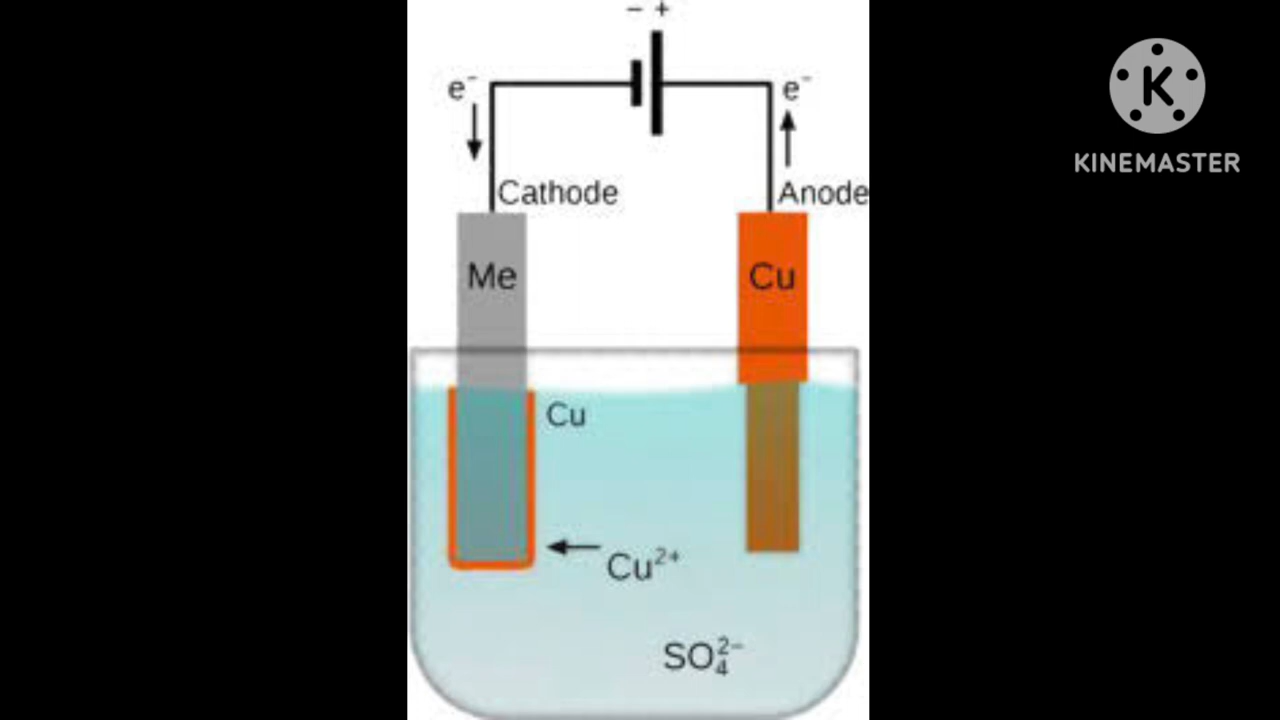 − +
e⁻
e⁻
Cathode
Anode
Me
Cu
Cu
Cu²⁺
SO₄²⁻
K
KINEMASTER